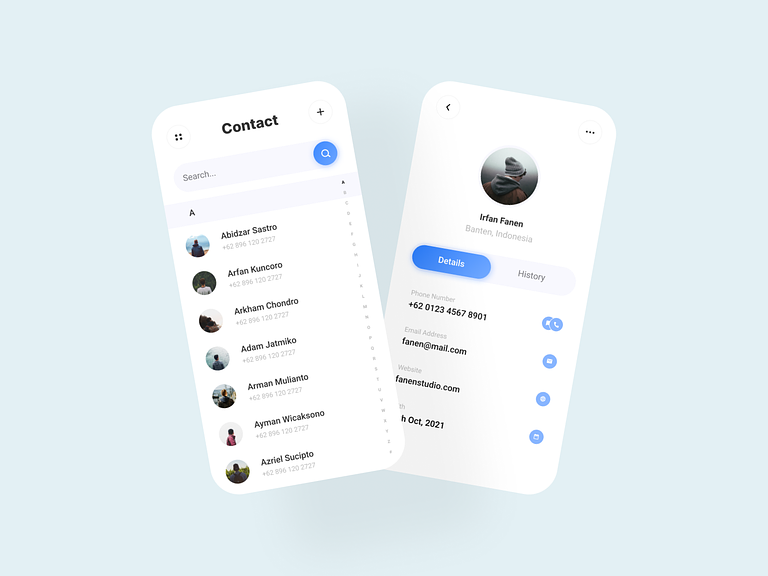 Contact
Search...
A
Abidzar Sastro
+62 896 120 2727
Arfan Kuncoro
+62 896 120 2727
Arkham Chondro
+62 896 120 2727
Adam Jatmiko
+62 896 120 2727
Arman Mulianto
+62 896 120 2727
Ayman Wicaksono
+62 896 120 2727
Azriel Sucipto
+62 896 120 2727
Irfan Fanen
Banten, Indonesia
Details
History
Phone Number
+62 0123 4567 8901
Email Address
fanen@mail.com
Website
fanenstudio.com
Oct, 2021